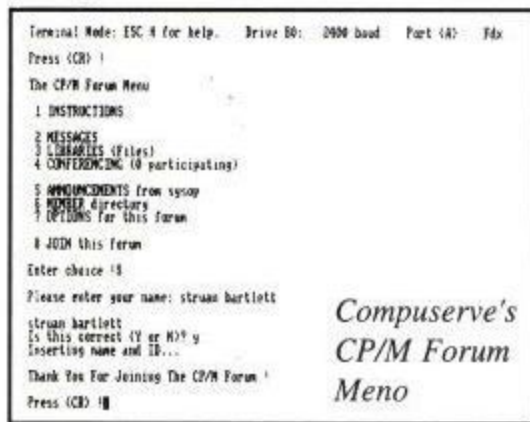 Terminal Mode: ESC 4 for help. Drive B0: 2400 baud Port (A) Fdx
Press (CR) !
The CP/M Forum Menu
1 INSTRUCTIONS
2 MESSAGES
3 LIBRARIES (Files)
4 CONFERENCING (0 participating)
5 ANNOUNCEMENTS from sysop
6 MEMBER directory
7 OPTIONS for this forum
8 JOIN this forum
Enter choice !8
Please enter your name: struan bartlett
struan bartlett
Is this correct (Y or N)? y
Inserting name and ID...
Thank You For Joining The CP/M Forum !
Press (CR) !
Compuserve's
CP/M Forum
Meno